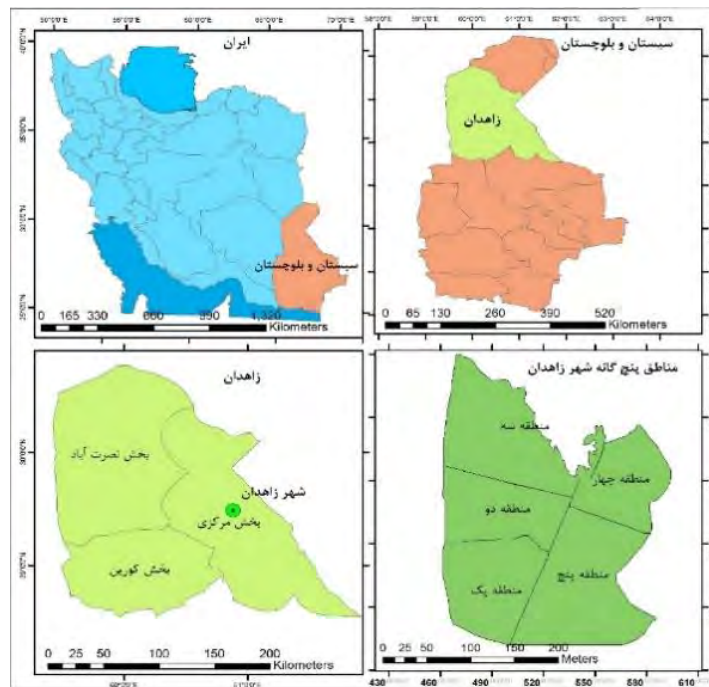 ایران
سیستان و بلوچستان
0 165 330 660 990 1,320
Kilometers
سیستان و بلوچستان
زاهدان
0 65 130 260 390 520
Kilometers
زاهدان
بخش نصرت آباد
شهر زاهدان
بخش مرکزی
بخش کورین
0 25 50 100 150 200
Kilometers
مناطق پنج گانه شهر زاهدان
منطقه سه
منطقه چهار
منطقه دو
منطقه پنج
منطقه یک
0 25 50 100 150 200
Meters
430 460 490 520 550 580 610